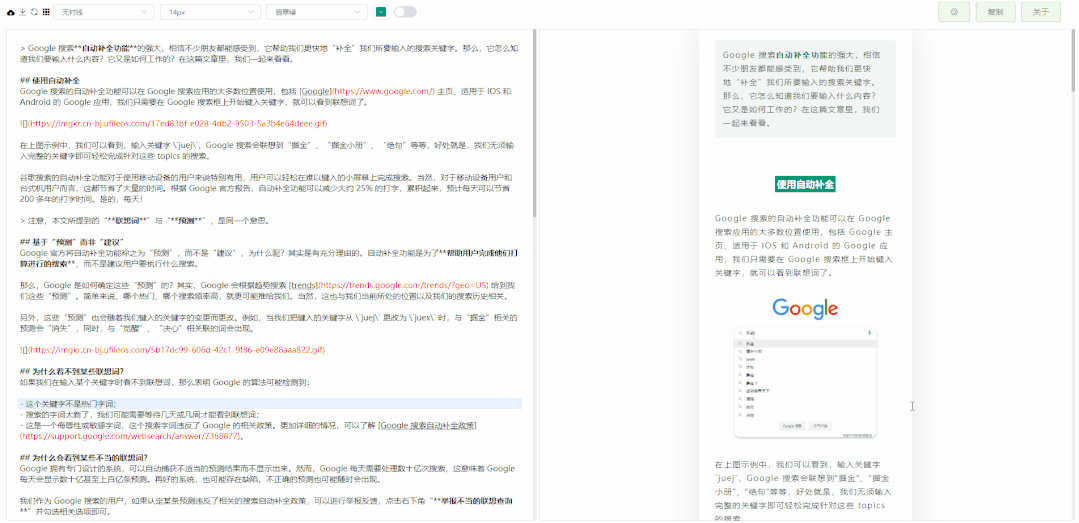 无衬线 14px 翡翠绿 复制 关于
> Google 搜索**自动补全功能**的强大，相信不少朋友都能感受到，它帮助我们更快地“补全”我们所要输入的搜索关键字。那么，它怎么知
道我们要输入什么内容？它又是如何工作的？在这篇文章里，我们一起来看看。
## 使用自动补全
Google 搜索的自动补全功能可以在 Google 搜索应用的大多数位置使用，包括 [Google](https://www.google.com/) 主页、适用于 IOS 和
Android 的 Google 应用，我们只需要在 Google 搜索框上开始键入关键字，就可以看到联想词了。
![](https://imgkr.cn-bj.ufileos.com/17ed83bf-e028-4db2-9503-5a3b4e64deee.gif)
在上图示例中，我们可以看到，输入关键字 \`juej\`，Google 搜索会联想到“掘金”、“掘金小册”、“绝句”等等，好处就是，我们无须输
入完整的关键字即可轻松完成针对这些 topics 的搜索。
谷歌搜索的自动补全功能对于使用移动设备的用户来说特别有用，用户可以轻松在难以键入的小屏幕上完成搜索。当然，对于移动设备用户和
台式机用户而言，这都节省了大量的时间。根据 Google 官方报告，自动补全功能可以减少大约 25% 的打字，累积起来，预计每天可以节省
200 多年的打字时间。是的，每天！
> 注意，本文所提到的“**联想词**”与“**预测**”，是同一个意思。
## 基于“预测”而非“建议”
Google 官方将自动补全功能称之为“预测”，而不是“建议”，为什么呢？其实是有充分理由的。自动补全功能是为了**帮助用户完成他们打
算进行的搜索**，而不是建议用户要执行什么搜索。
那么，Google 是如何确定这些“预测”的？其实，Google 会根据趋势搜索 [trends](https://trends.google.com/trends/?geo=US) 给到我
们这些“预测”。简单来说，哪个热门、哪个搜索频率高，就更可能推给我们。当然，这也与我们当前所处的位置以及我们的搜索历史相关。
另外，这些“预测”也会随着我们键入的关键字的变更而更改。例如，当我们把键入的关键字从 \`juej\` 更改为 \`juex\` 时，与“掘金”相关的
预测会“消失”，同时，与“觉醒”、“决心”相关联的词会出现。
![](https://imgkr.cn-bj.ufileos.com/5b17dc99-606d-42c1-9f86-e09e88aaa822.gif)
## 为什么看不到某些联想词？
如果我们在输入某个关键字时看不到联想词，那么表明 Google 的算法可能检测到：
- 这个关键字不是热门字词；
- 搜索的字词太新了，我们可能需要等待几天或几周才能看到联想词；
- 这是一个侮辱性或敏感字词，这个搜索字词违反了 Google 的相关政策。更加详细的情况，可以了解 [Google 搜索自动补全政策]
(https://support.google.com/websearch/answer/7368877)。
## 为什么会看到某些不当的联想词？
Google 拥有专门设计的系统，可以自动捕获不适当的预测结果而不显示出来。然而，Google 每天需要处理数十亿次搜索，这意味着 Google
每天会显示数十亿甚至上百亿条预测。再好的系统，也可能存在缺陷，不正确的预测也可能随时会出现。
我们作为 Google 搜索的用户，如果认定某条预测违反了相关的搜索自动补全政策，可以进行举报反馈，点击右下角“**举报不当的联想查询
**”并勾选相关选项即可。
Google 搜索自动补全功能的强大，相信
不少朋友都能感受到，它帮助我们更快
地“补全”我们所要输入的搜索关键字。
那么，它怎么知道我们要输入什么内容？
它又是如何工作的？在这篇文章里，我们
一起来看看。
使用自动补全
Google 搜索的自动补全功能可以在 Google
搜索应用的大多数位置使用，包括 Google 主
页、适用于 IOS 和 Android 的 Google 应
用，我们只需要在 Google 搜索框上开始键入
关键字，就可以看到联想词了。
Google
在上图示例中，我们可以看到，输入关键字
`juej`，Google 搜索会联想到“掘金”、“掘金
小册”、“绝句”等等，好处就是，我们无须输入
完整的关键字即可轻松完成针对这些 topics
的搜索。